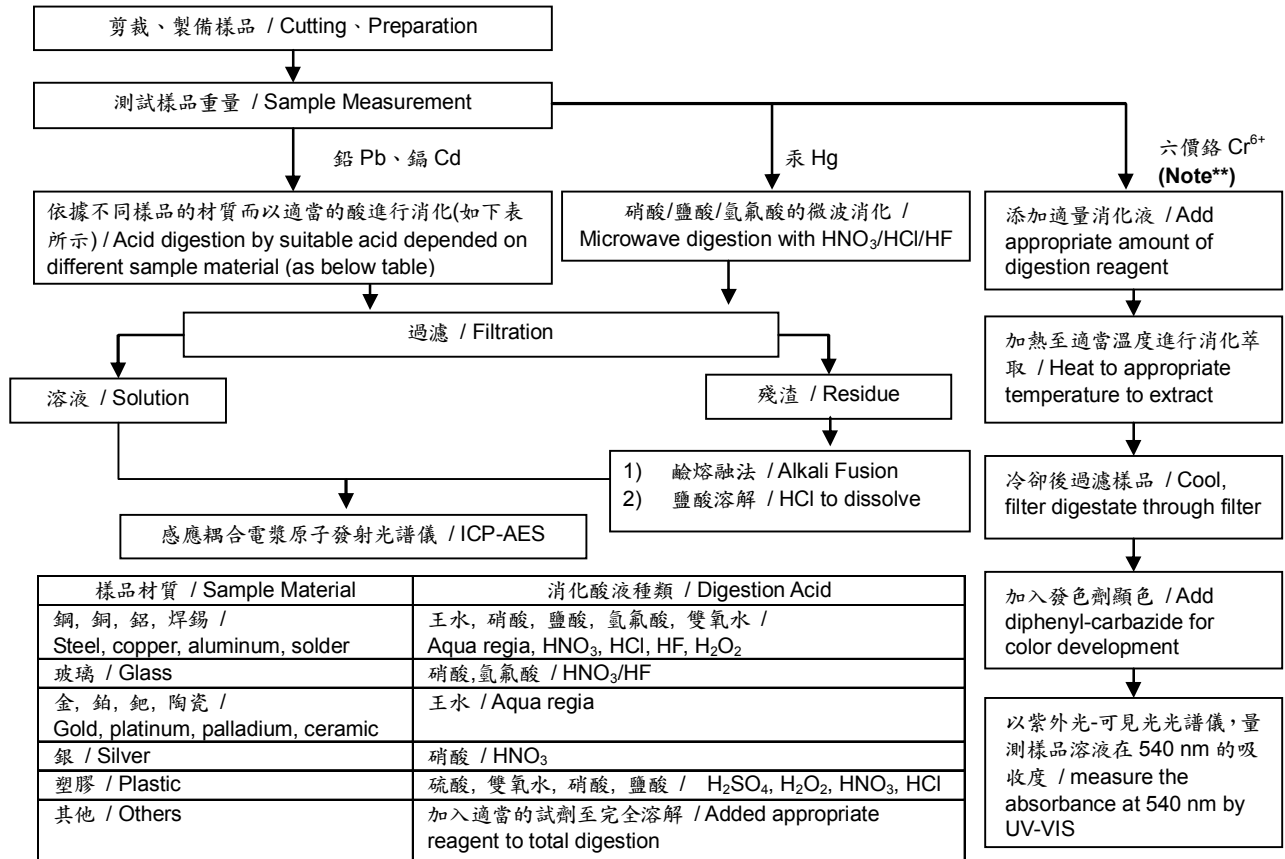 剪裁、製備樣品 / Cutting、Preparation
測試樣品重量 / Sample Measurement
鉛 Pb、鎘 Cd
汞 Hg
六價鉻 Cr⁶⁺
(Note**)
依據不同樣品的材質而以適當的酸進行消化(如下表
所示) / Acid digestion by suitable acid depended on
different sample material (as below table)
硝酸/鹽酸/氫氟酸的微波消化 /
Microwave digestion with HNO₃/HCl/HF
添加適量消化液 / Add
appropriate amount of
digestion reagent
過濾 / Filtration
加熱至適當溫度進行消化萃
取 / Heat to appropriate
temperature to extract
溶液 / Solution
殘渣 / Residue
1) 鹼熔融法 / Alkali Fusion
2) 鹽酸溶解 / HCl to dissolve
冷卻後過濾樣品 / Cool,
filter digestate through filter
感應耦合電漿原子發射光譜儀 / ICP-AES
加入發色劑顯色 / Add
diphenyl-carbazide for
color development
以紫外光-可見光光譜儀，量
測樣品溶液在 540 nm 的吸
收度 / measure the
absorbance at 540 nm by
UV-VIS
樣品材質 / Sample Material
消化酸液種類 / Digestion Acid
鋼, 銅, 鋁, 焊錫 /
Steel, copper, aluminum, solder
王水, 硝酸, 鹽酸, 氫氟酸, 雙氧水 /
Aqua regia, HNO₃, HCl, HF, H₂O₂
玻璃 / Glass
硝酸,氫氟酸 / HNO₃/HF
金, 鉑, 鈀, 陶瓷 /
Gold, platinum, palladium, ceramic
王水 / Aqua regia
銀 / Silver
硝酸 / HNO₃
塑膠 / Plastic
硫酸, 雙氧水, 硝酸, 鹽酸 / H₂SO₄, H₂O₂, HNO₃, HCl
其他 / Others
加入適當的試劑至完全溶解 / Added appropriate
reagent to total digestion